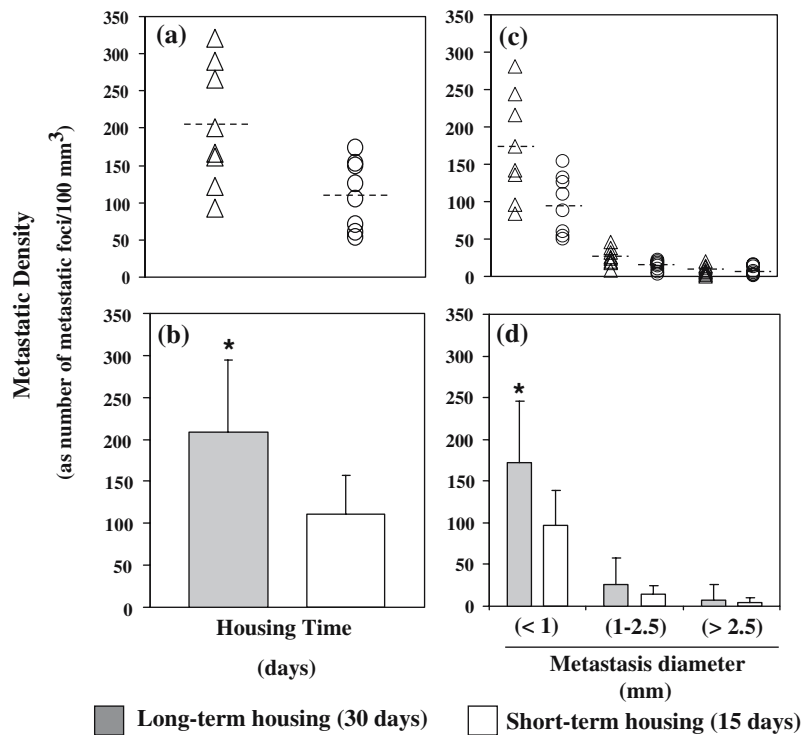 Metastatic Density
(as number of metastatic foci/100 mm³)
(a)
350
300
250
200
150
100
50
0
(c)
350
300
250
200
150
100
50
0
(b)
350
300
250
200
150
100
50
0
*
Housing Time
(days)
(d)
350
300
250
200
150
100
50
0
*
(< 1) (1-2.5) (> 2.5)
Metastasis diameter
(mm)
Long-term housing (30 days)
Short-term housing (15 days)